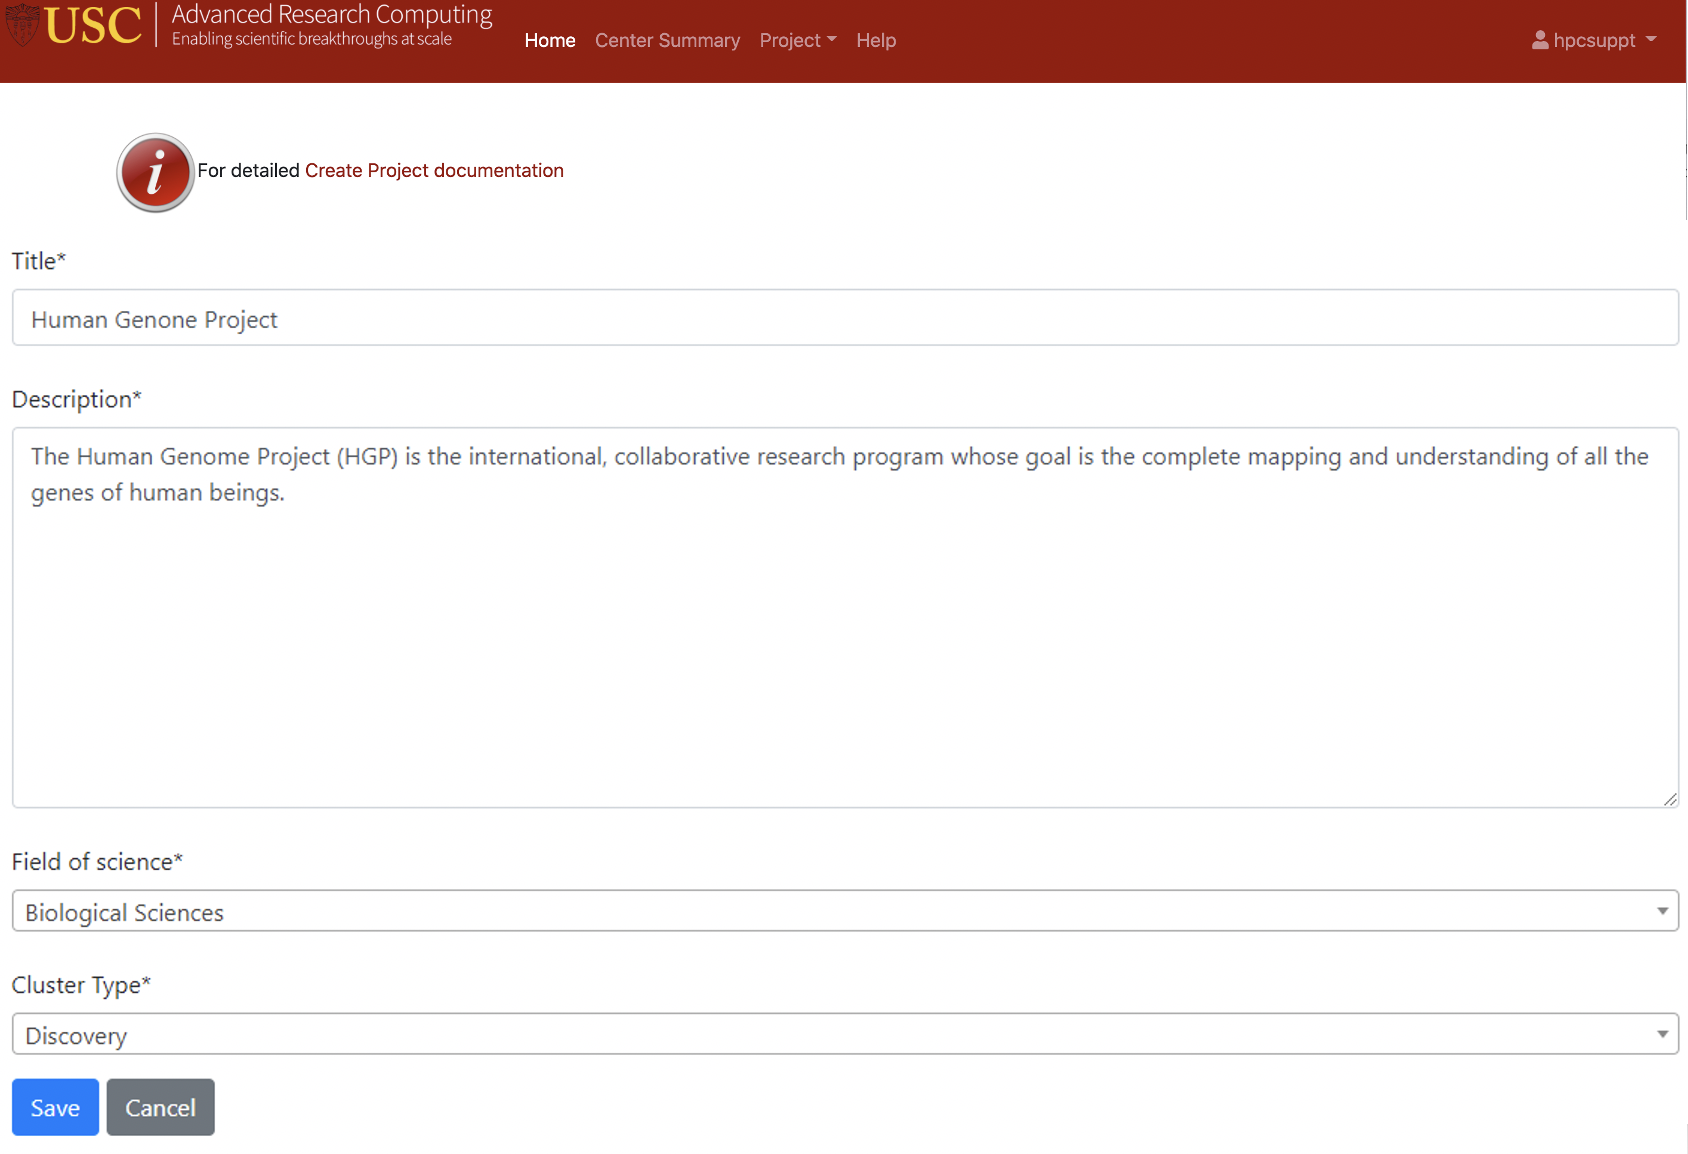 USC
Advanced Research Computing
Enabling scientific breakthroughs at scale
Home Center Summary Project Help
hpcsuppt
i
For detailed Create Project documentation
Title*
Human Genone Project
Description*
The Human Genome Project (HGP) is the international, collaborative research program whose goal is the complete mapping and understanding of all the
genes of human beings.
Field of science*
Biological Sciences
Cluster Type*
Discovery
Save Cancel